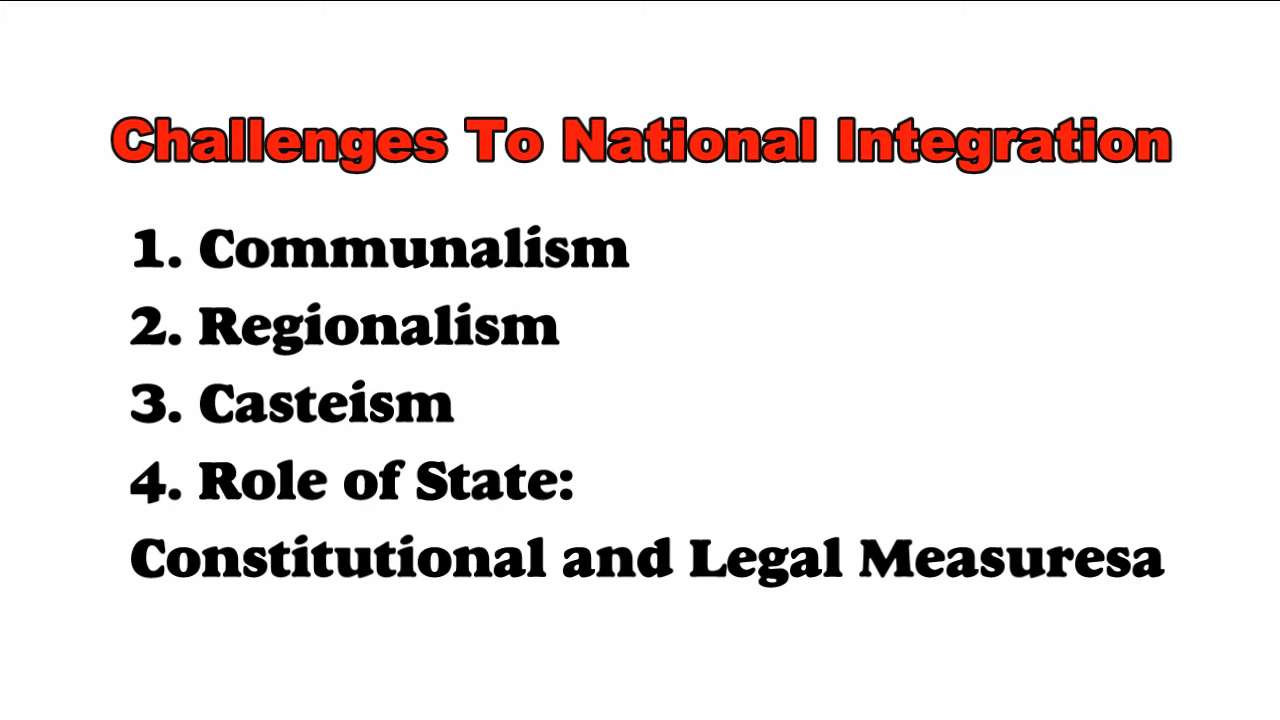 Challenges To National Integration
1. Communalism
2. Regionalism
3. Casteism
4. Role of State:
Constitutional and Legal Measuresa